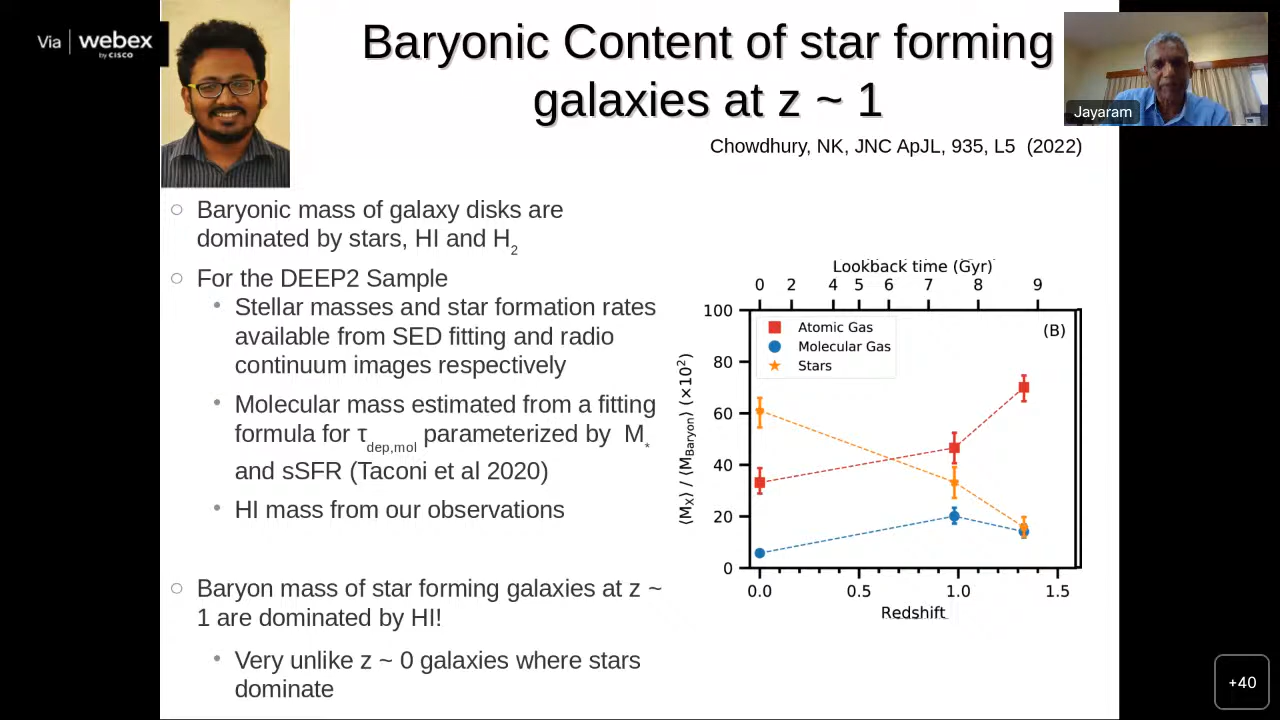 Via webex
by CISCO
Baryonic Content of star forming
galaxies at z ~ 1
Jayaram
Chowdhury, NK, JNC ApJL, 935, L5 (2022)
Baryonic mass of galaxy disks are
dominated by stars, HI and H2
For the DEEP2 Sample
Stellar masses and star formation rates
available from SED fitting and radio
continuum images respectively
Molecular mass estimated from a fitting
formula for τdep,mol parameterized by M*
and sSFR (Taconi et al 2020)
HI mass from our observations
Baryon mass of star forming galaxies at z ~
1 are dominated by HI!
Very unlike z ~ 0 galaxies where stars
dominate
Lookback time (Gyr)
0 2 4 5 6 7 8 9
(B)
Atomic Gas
Molecular Gas
Stars
⟨MX⟩ / ⟨MBaryon⟩ (×10²)
100
80
60
40
20
0
0.0 0.5 1.0 1.5
Redshift
+40